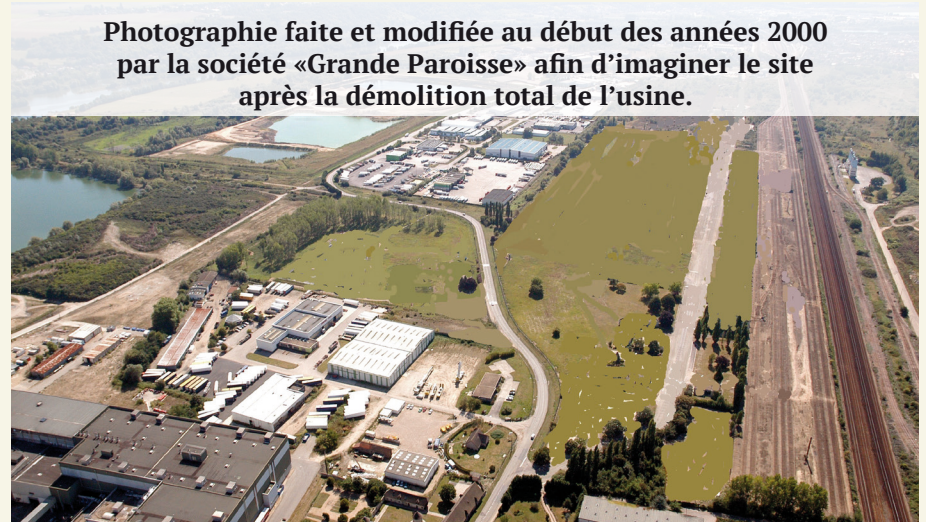 Photographie faite et modifiée au début des années 2000
par la société «Grande Paroisse» afin d’imaginer le site
après la démolition total de l’usine.